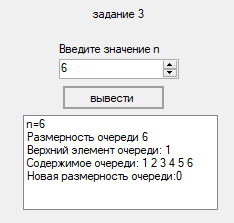 задание 3
Введите значение n
6
вывести
n=6
Размерность очереди 6
Верхний элемент очереди: 1
Содержимое очереди: 1 2 3 4 5 6
Новая размерность очереди:0